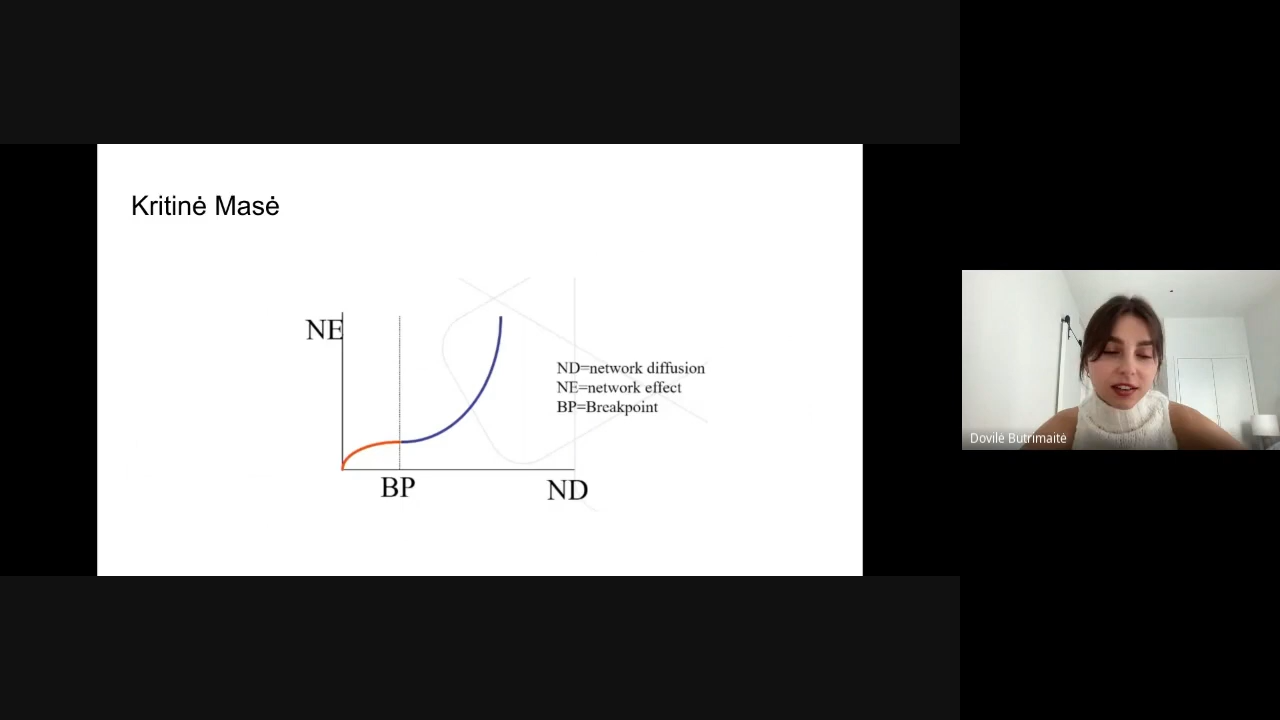 Kritinė Masė
NE
ND=network diffusion
NE=network effect
BP=Breakpoint
BP
ND
Dovilė Butrimaitė